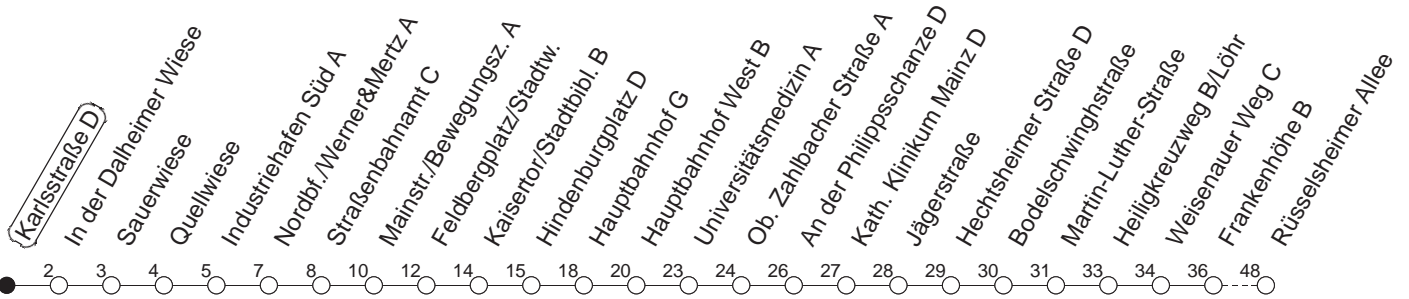 Karlsstraße D
In der Dalheimer Wiese
Sauerwiese
Quellwiese
Industriehafen Süd A
Nordbf./Werner&Mertz A
Straßenbahnamt C
Mainstr./Bewegungsz. A
Feldbergplatz/Stadtw.
Kaisertor/Stadtbibl. B
Hindenburgplatz D
Hauptbahnhof G
Hauptbahnhof West B
Universitätsmedizin A
Ob. Zahlbacher Straße A
An der Philippsschanze D
Kath. Klinikum Mainz D
Jägerstraße
Hechtsheimer Straße D
Bodelschwinghstraße
Martin-Luther-Straße
Heiligkreuzweg B/Löhr
Weisenauer Weg C
Frankenhöhe B
Rüsselsheimer Allee
2 3 4 5 7 8 10 12 14 15 18 20 23 24 26 27 28 29 30 31 33 34 36 48